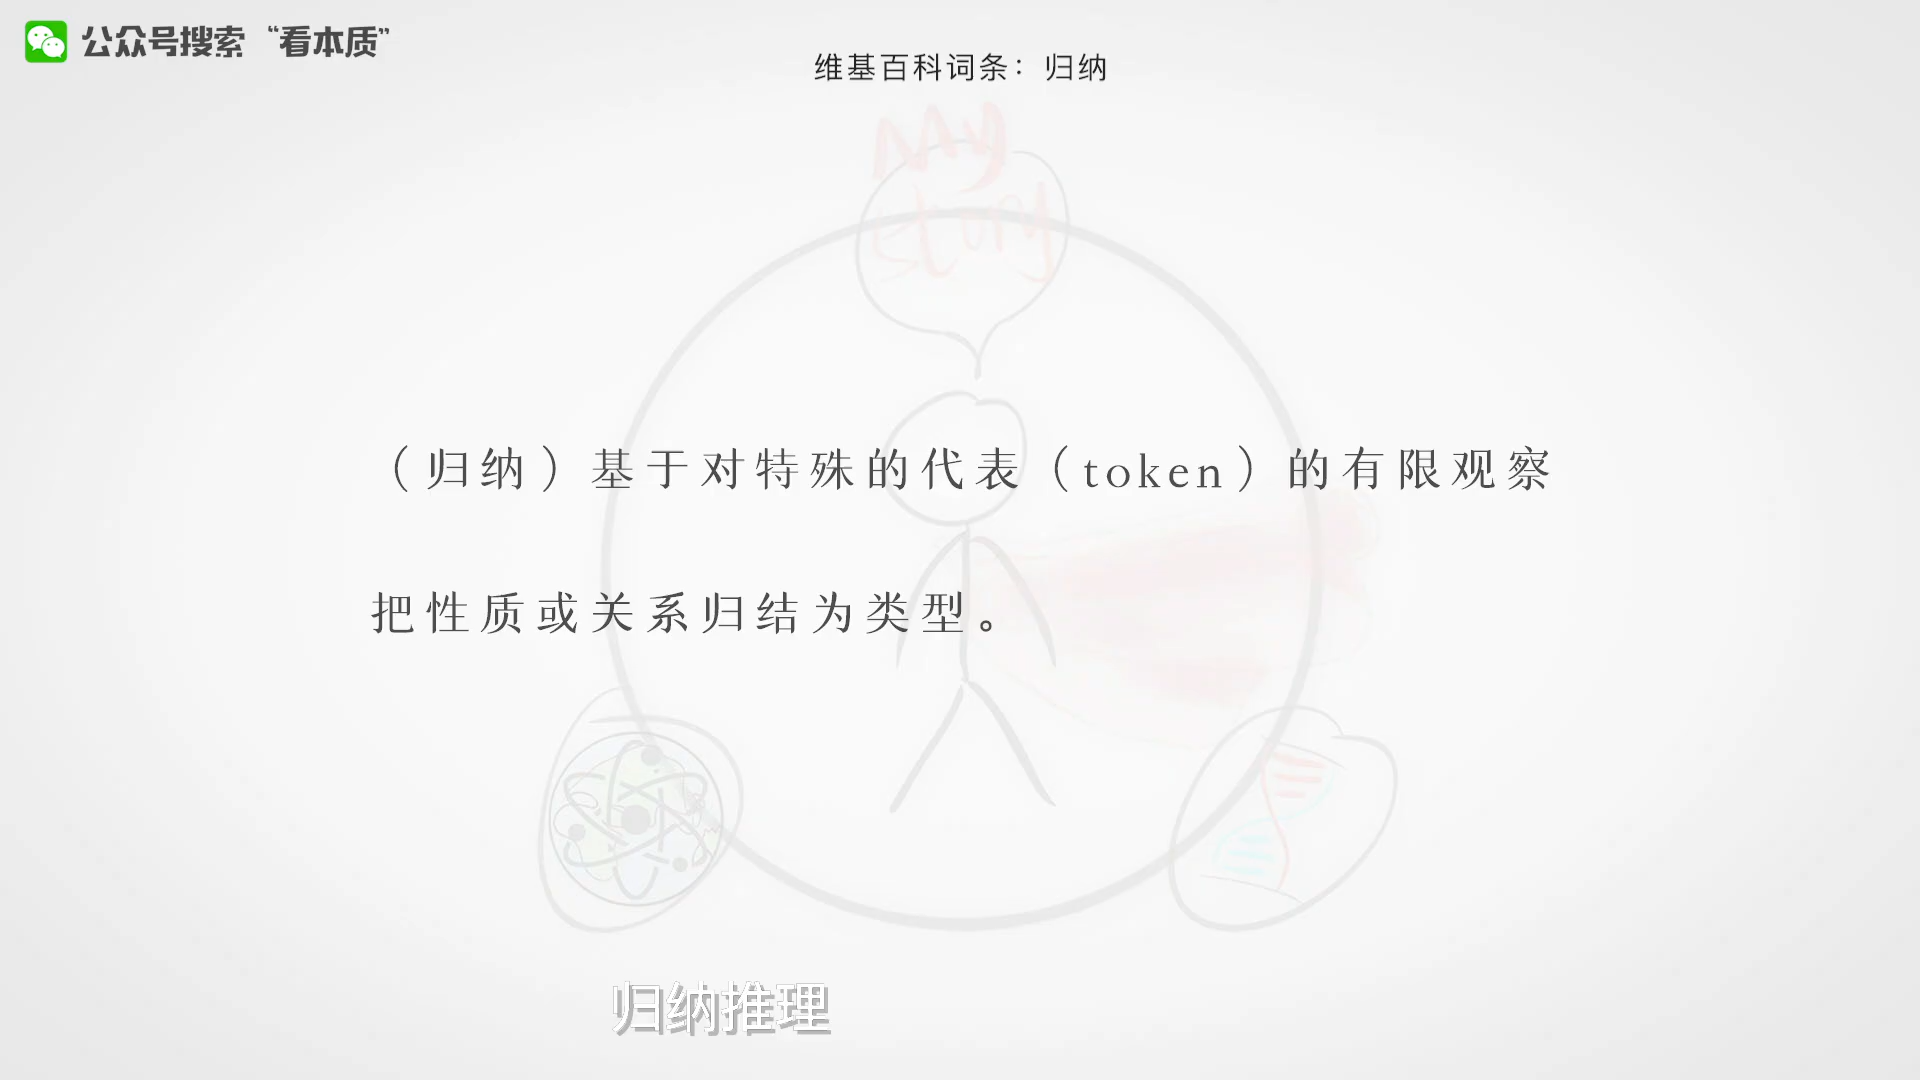 公众号搜索“看本质”
维基百科词条：归纳
My
story
（归纳）基于对特殊的代表（token）的有限观察
把性质或关系归结为类型。
归纳推理